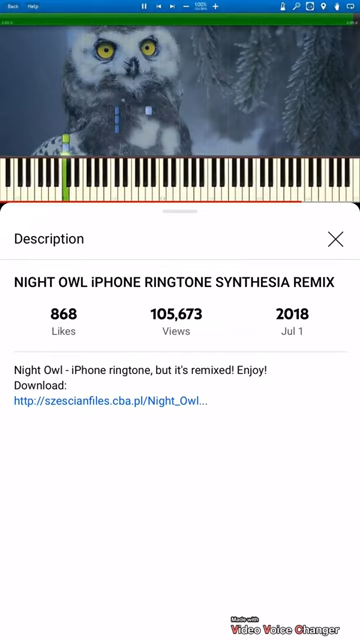 Back Help
100%
Description
NIGHT OWL iPHONE RINGTONE SYNTHESIA REMIX
868 105,673 2018
Likes Views Jul 1
Night Owl - iPhone ringtone, but it's remixed! Enjoy!
Download:
http://szescianfiles.cba.pl/Night_Owl...
Made with
Video Voice Changer